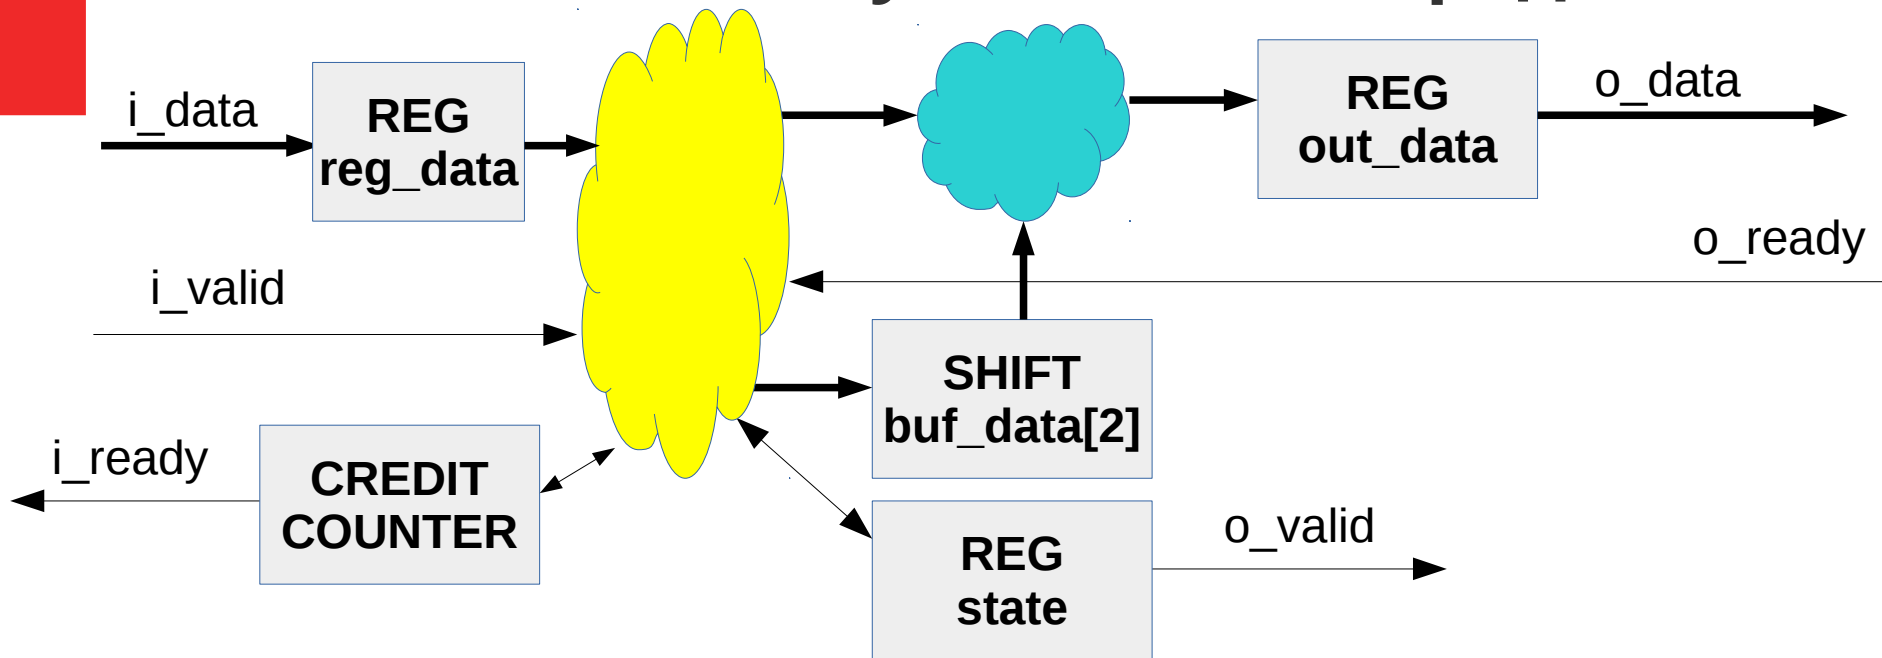 i_data
REG
reg_data
REG
out_data
o_data
o_ready
i_valid
SHIFT
buf_data[2]
i_ready
CREDIT
COUNTER
REG
state
o_valid